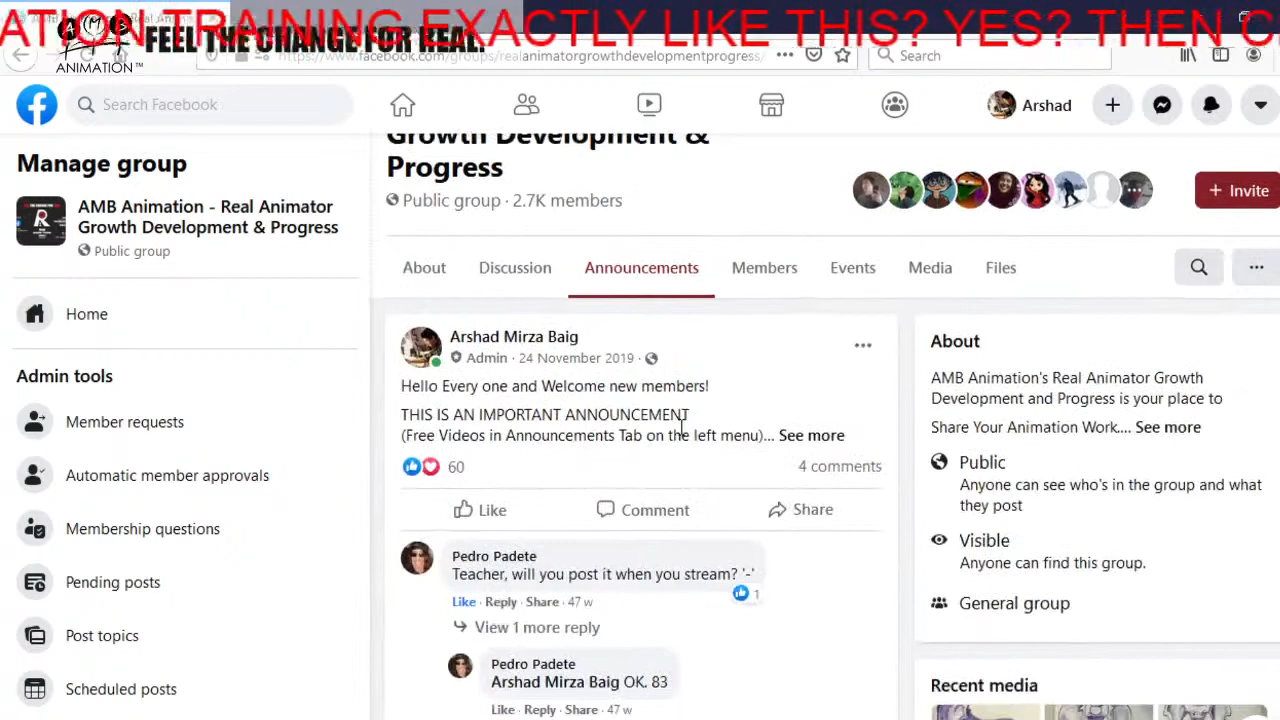 ATION TRAINING EXACTLY LIKE THIS? YES? THEN C
AMB
ANIMATION™
FEEL THE CHANGE FOR REAL!
https://www.facebook.com/groups/realanimatorgrowthdevelopmentprogress/
Search
Search Facebook
Arshad
Manage group
AMB Animation - Real Animator
Growth Development & Progress
Public group
Home
Admin tools
Member requests
Automatic member approvals
Membership questions
Pending posts
Post topics
Scheduled posts
Growth Development &
Progress
Public group · 2.7K members
+ Invite
About
Discussion
Announcements
Members
Events
Media
Files
Arshad Mirza Baig
Admin · 24 November 2019 ·
Hello Every one and Welcome new members!
THIS IS AN IMPORTANT ANNOUNCEMENT
(Free Videos in Announcements Tab on the left menu)... See more
60
4 comments
Like
Comment
Share
Pedro Padete
Teacher, will you post it when you stream? '-'
1
Like · Reply · Share · 47 w
View 1 more reply
Pedro Padete
Arshad Mirza Baig OK. 83
Like · Reply · Share · 47 w
About
AMB Animation's Real Animator Growth
Development and Progress is your place to
Share Your Animation Work.... See more
Public
Anyone can see who's in the group and what
they post
Visible
Anyone can find this group.
General group
Recent media